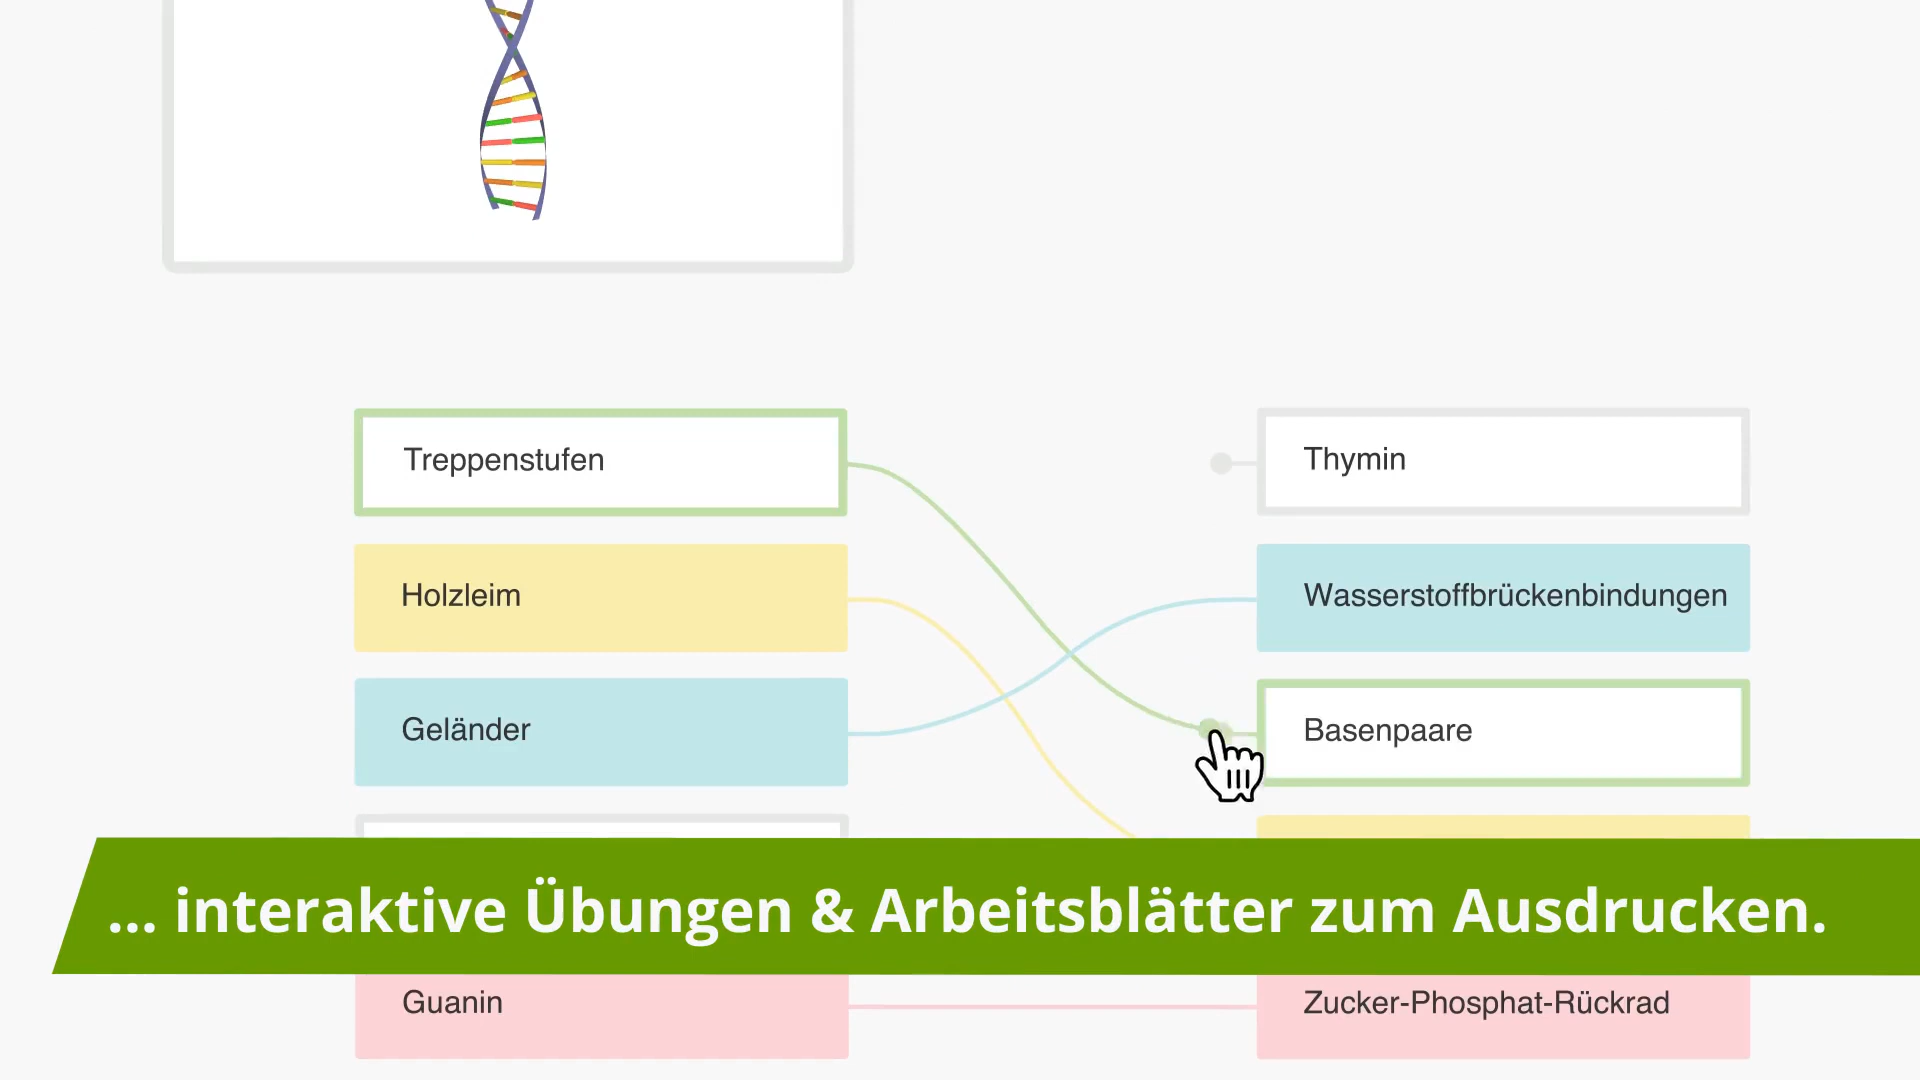 Treppenstufen
Thymin
Holzleim
Wasserstoffbrückenbindungen
Geländer
Basenpaare
... interaktive Übungen & Arbeitsblätter zum Ausdrucken.
Guanin
Zucker-Phosphat-Rückrad